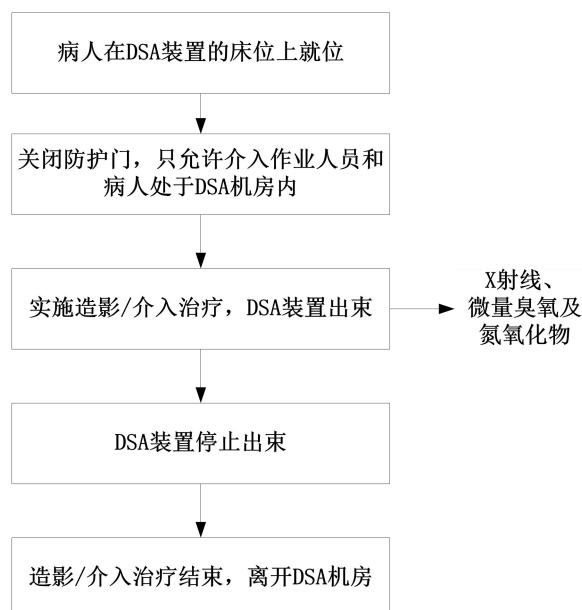 病人在DSA装置的床位上就位
关闭防护门，只允许介入作业人员和
病人处于DSA机房内
实施造影/介入治疗，DSA装置出束
X射线、
微量臭氧及
氮氧化物
DSA装置停止出束
造影/介入治疗结束，离开DSA机房